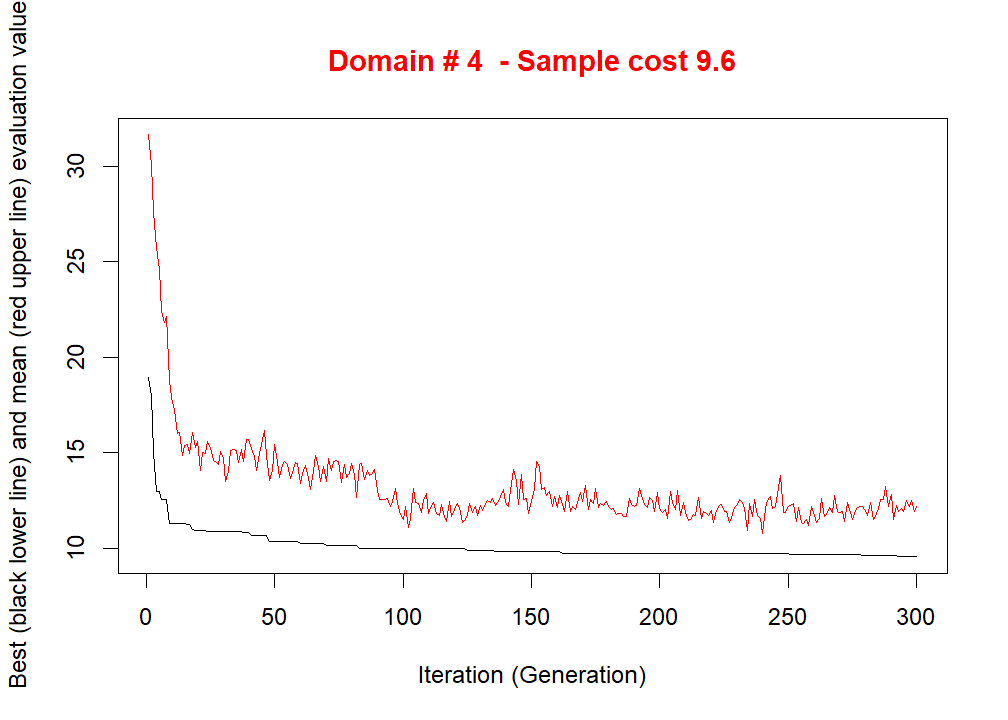 Domain # 4  - Sample cost 9.6
Best (black lower line) and mean (red upper line) evaluation value
30
25
20
15
10
0 50 100 150 200 250 300
Iteration (Generation)